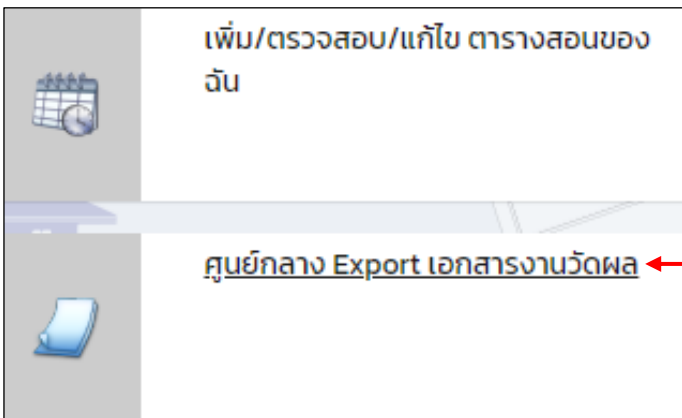 เพิ่ม/ตรวจสอบ/แก้ไข ตารางสอนของ
ฉัน
ศูนย์กลาง Export เอกสารงานวัดผล